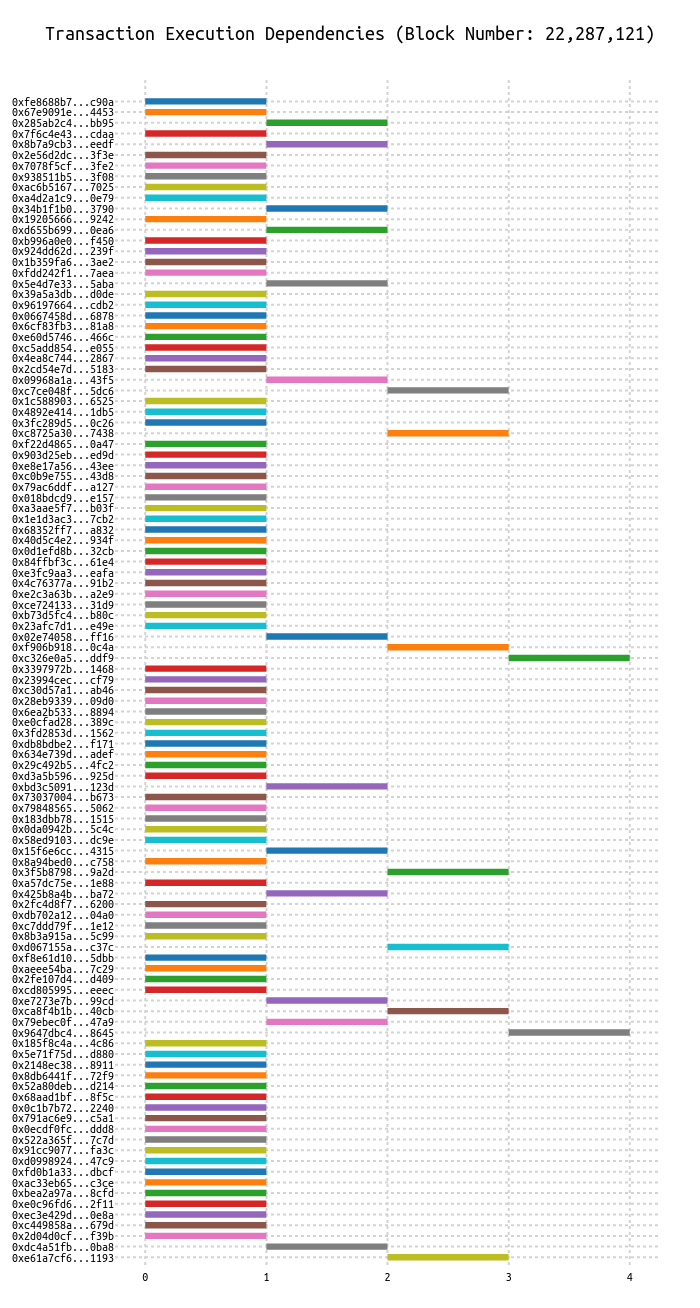 Transaction Execution Dependencies (Block Number: 22,287,121)
0xfe8688b7...c90a
0x67e9091e...4453
0x285ab2c4...bb95
0x7f6c4e43...cdaa
0x8b7a9cb3...eedf
0x2e56d2dc...3f3e
0x7078f5cf...3fe2
0x938511b5...3f08
0xac6b5167...7025
0xa4d2a1c9...0e79
0x34b1f1b0...3790
0x19205666...9242
0xd655b699...0ea6
0xb996a0e0...f450
0x924dd62d...239f
0x1b359fa6...3ae2
0xfdd242f1...7aea
0x5e4d7e33...5aba
0x39a5a3db...d0de
0x96197664...cdb2
0x0667458d...6878
0x6cf83fb3...81a8
0xe60d5746...466c
0xc5add854...e055
0x4ea8c744...2867
0x2cd54e7d...5183
0x09968a1a...43f5
0xc7ce048f...5dc6
0x1c588903...6525
0x4892e414...1db5
0x3fc289d5...0c26
0xc8725a30...7438
0xf22d4865...0a47
0x903d25eb...ed9d
0xe8e17a56...43ee
0xc0b9e755...43d8
0x79ac6ddf...a127
0x018bdcd9...e157
0xa3aae5f7...b03f
0x1e1d3ac3...7cb2
0x68352ff7...a832
0x40d5c4e2...934f
0x0d1efd8b...32cb
0x84ffbf3c...61e4
0xe3fc9aa3...eafa
0x4c76377a...91b2
0xe2c3a63b...a2e9
0xce724133...31d9
0xb73d5fc4...b80c
0x23afc7d1...e49e
0x02e74058...ff16
0xf906b918...0c4a
0xc326e0a5...ddf9
0x3397972b...1468
0x23994cec...cf79
0xc30d57a1...ab46
0x28eb9339...09d0
0x6ea2b533...8894
0xe0cfad28...389c
0x3fd2853d...1562
0xdb8bdbe2...f171
0x634e739d...adef
0x29c492b5...4fc2
0xd3a5b596...925d
0xbd3c5091...123d
0x73037004...b673
0x79848565...5062
0x183dbb78...1515
0x0da0942b...5c4c
0x58ed9103...dc9e
0x15f6e6cc...4315
0x8a94bed0...c758
0x3f5b8798...9a2d
0xa57dc75e...1e88
0x425b8a4b...ba72
0x2fc4d8f7...6200
0xdb702a12...04a0
0xc7ddd79f...1e12
0x8b3a915a...5c99
0xd067155a...c37c
0xf8e61d10...5dbb
0xaeee54ba...7c29
0x2fe107d4...d409
0xcd805995...eeec
0xe7273e7b...99cd
0xca8f4b1b...40cb
0x79ebec0f...47a9
0x9647dbc4...8645
0x185f8c4a...4c86
0x5e71f75d...d880
0x2148ec38...8911
0x8db6441f...72f9
0x52a80deb...d214
0x68aad1bf...8f5c
0x0c1b7b72...2240
0x791ac6e9...c5a1
0x0ecdf0fc...ddd8
0x522a365f...7c7d
0x91cc9077...fa3c
0xd0998924...47c9
0xfd0b1a33...dbcf
0xac33eb65...c3ce
0xbea2a97a...8cfd
0xe0c96fd6...2f11
0xec3e429d...0e8a
0xc449858a...679d
0x2d04d0cf...f39b
0xdc4a51fb...0ba8
0xe61a7cf6...1193
0 1 2 3 4